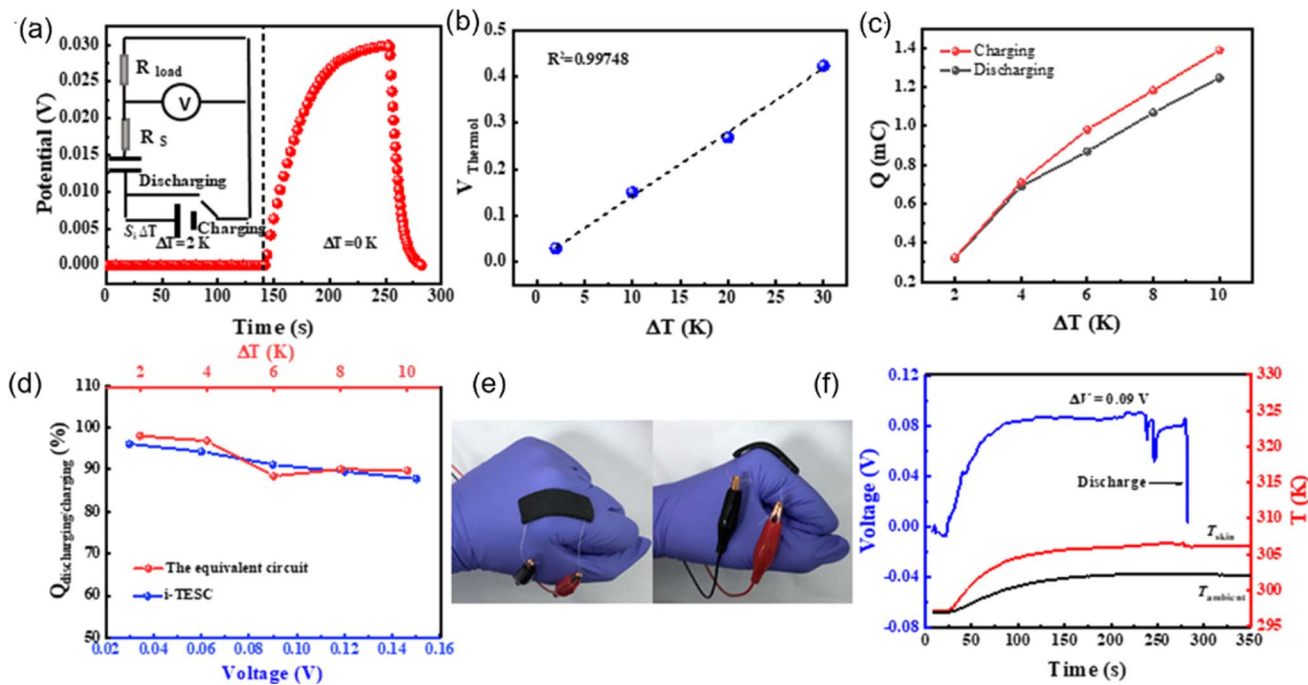 (a)
0.030
0.025
0.020
0.015
0.010
0.005
0.000
Potential (V)
R load
V
R S
Discharging
Charging
S i ΔT
ΔT=2 K
ΔT=0 K
0 50 100 150 200 250 300
Time (s)
(b)
R²=0.99748
0.5
0.4
0.3
0.2
0.1
0.0
V Thermol
0 10 20 30
ΔT (K)
(c)
Charging
Discharging
1.4
1.2
1.0
0.8
0.6
0.4
0.2
Q (mC)
2 4 6 8 10
ΔT (K)
(d)
ΔT (K)
2 4 6 8 10
110
100
90
80
70
60
50
Q discharging/charging (%)
The equivalent circuit
i-TESC
0.02 0.04 0.06 0.08 0.10 0.12 0.14 0.16
Voltage (V)
(e)
(f)
0.12
0.08
0.04
0.00
-0.04
-0.08
Voltage (V)
ΔV = 0.09 V
Discharge
T skin
T ambient
330
325
320
315
310
305
300
295
T (K)
0 50 100 150 200 250 300 350
Time (s)